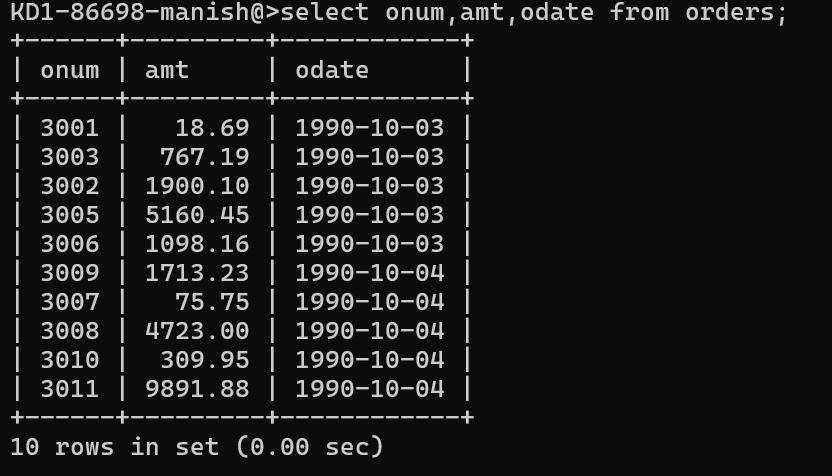 KD1-86698-manish@>select onum,amt,odate from orders;
+------+---------+------------+
| onum | amt     | odate      |
+------+---------+------------+
| 3001 |   18.69 | 1990-10-03 |
| 3003 |  767.19 | 1990-10-03 |
| 3002 | 1900.10 | 1990-10-03 |
| 3005 | 5160.45 | 1990-10-03 |
| 3006 | 1098.16 | 1990-10-03 |
| 3009 | 1713.23 | 1990-10-04 |
| 3007 |   75.75 | 1990-10-04 |
| 3008 | 4723.00 | 1990-10-04 |
| 3010 |  309.95 | 1990-10-04 |
| 3011 | 9891.88 | 1990-10-04 |
+------+---------+------------+
10 rows in set (0.00 sec)